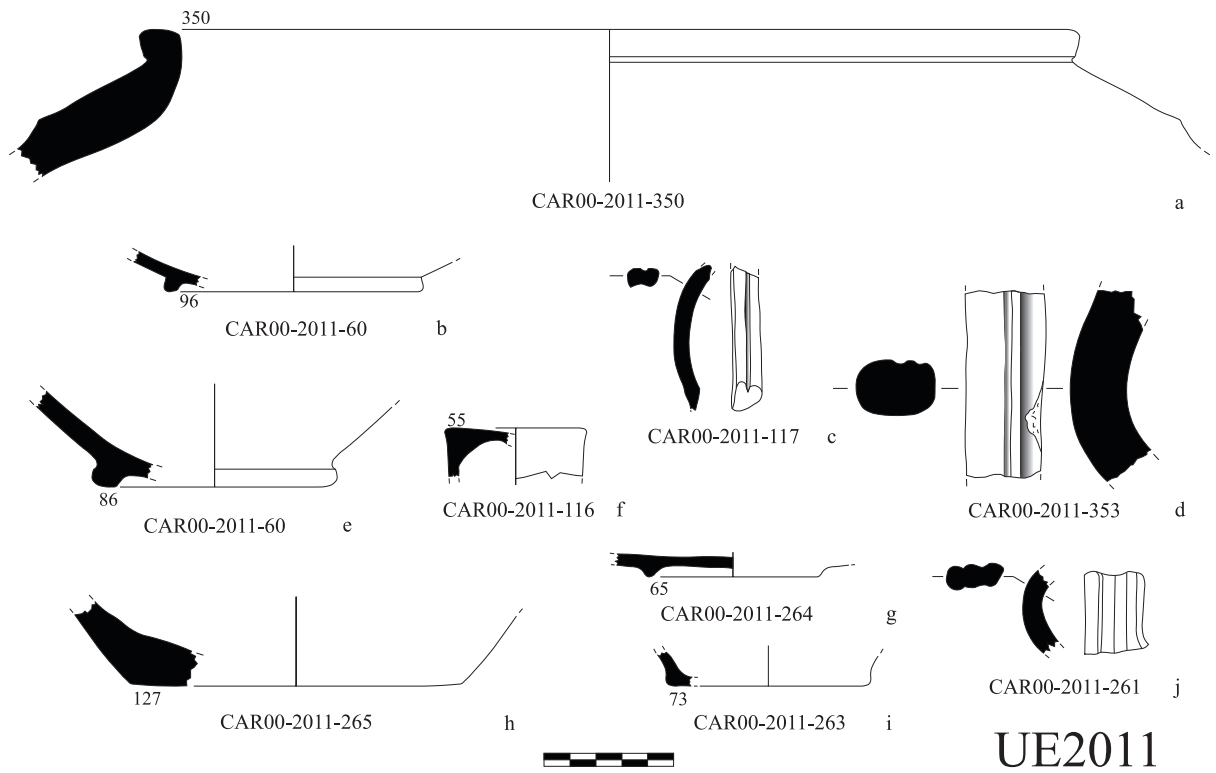 350
CAR00-2011-350 a
96
CAR00-2011-60 b
CAR00-2011-117 c
CAR00-2011-353 d
86
CAR00-2011-60 e
55
CAR00-2011-116 f
65
CAR00-2011-264 g
127
CAR00-2011-265 h
73
CAR00-2011-263 i
CAR00-2011-261 j
UE2011